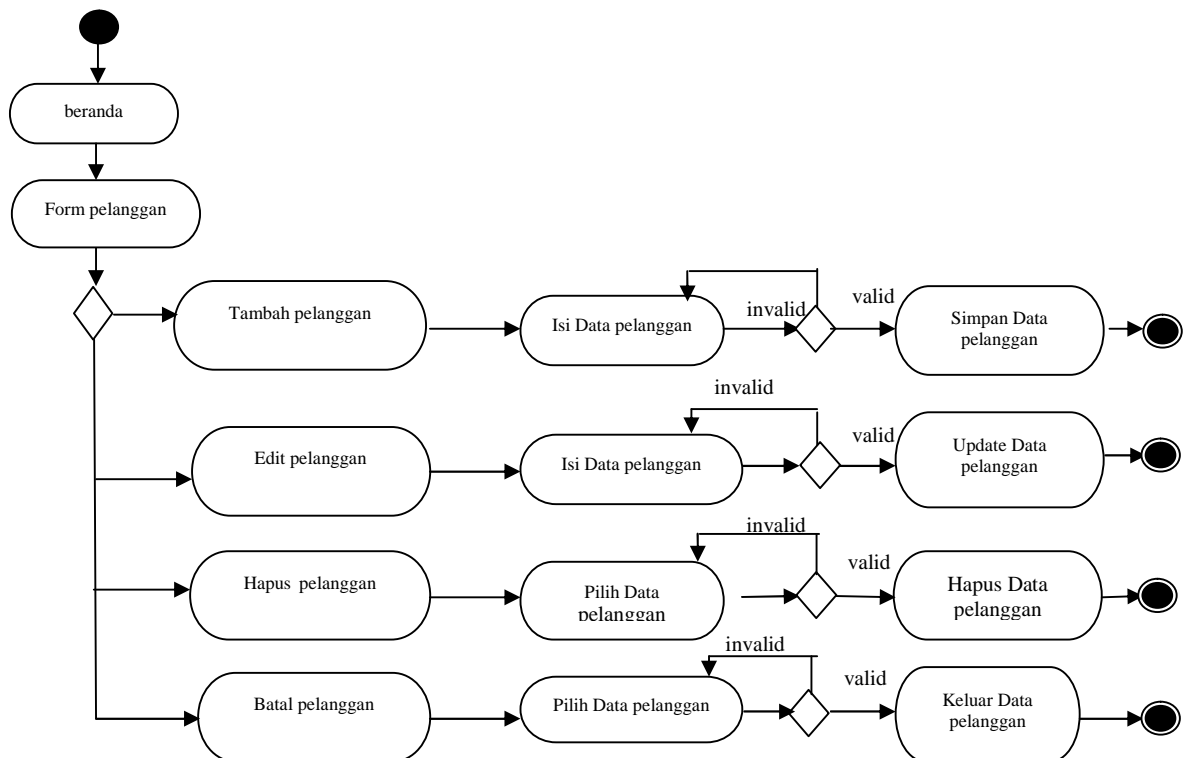 beranda
Form pelanggan
Tambah pelanggan
Isi Data pelanggan
invalid
valid
Simpan Data
pelanggan
Edit pelanggan
Isi Data pelanggan
invalid
valid
Update Data
pelanggan
Hapus pelanggan
Pilih Data
pelanggan
invalid
valid
Hapus Data
pelanggan
Batal pelanggan
Pilih Data pelanggan
invalid
valid
Keluar Data
pelanggan